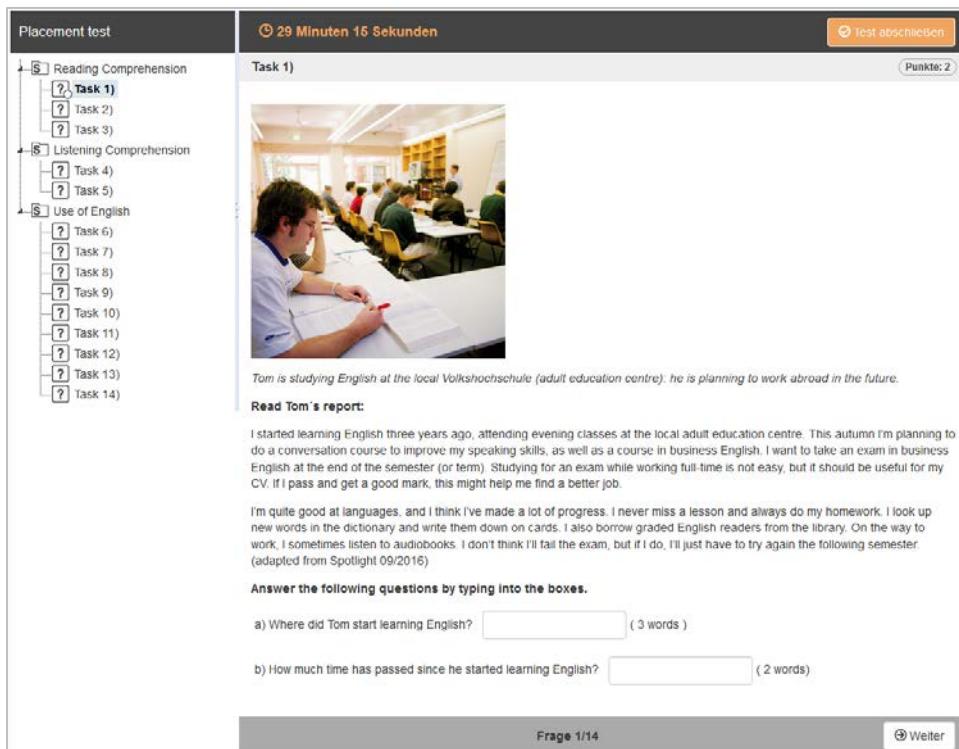 Placement test
29 Minuten 15 Sekunden
Test abschließen
S Reading Comprehension
? Task 1)
? Task 2)
? Task 3)
S Listening Comprehension
? Task 4)
? Task 5)
S Use of English
? Task 6)
? Task 7)
? Task 8)
? Task 9)
? Task 10)
? Task 11)
? Task 12)
? Task 13)
? Task 14)
Task 1)
Punkte: 2
Tom is studying English at the local Volkshochschule (adult education centre): he is planning to work abroad in the future.
Read Tom´s report:
I started learning English three years ago, attending evening classes at the local adult education centre. This autumn I'm planning to
do a conversation course to improve my speaking skills, as well as a course in business English. I want to take an exam in business
English at the end of the semester (or term). Studying for an exam while working full-time is not easy, but it should be useful for my
CV. If I pass and get a good mark, this might help me find a better job.
I'm quite good at languages, and I think I've made a lot of progress. I never miss a lesson and always do my homework. I look up
new words in the dictionary and write them down on cards. I also borrow graded English readers from the library. On the way to
work, I sometimes listen to audiobooks. I don't think I'll fail the exam, but if I do, I'll just have to try again the following semester.
(adapted from Spotlight 09/2016)
Answer the following questions by typing into the boxes.
a) Where did Tom start learning English? ( 3 words )
b) How much time has passed since he started learning English? ( 2 words)
Frage 1/14
Weiter